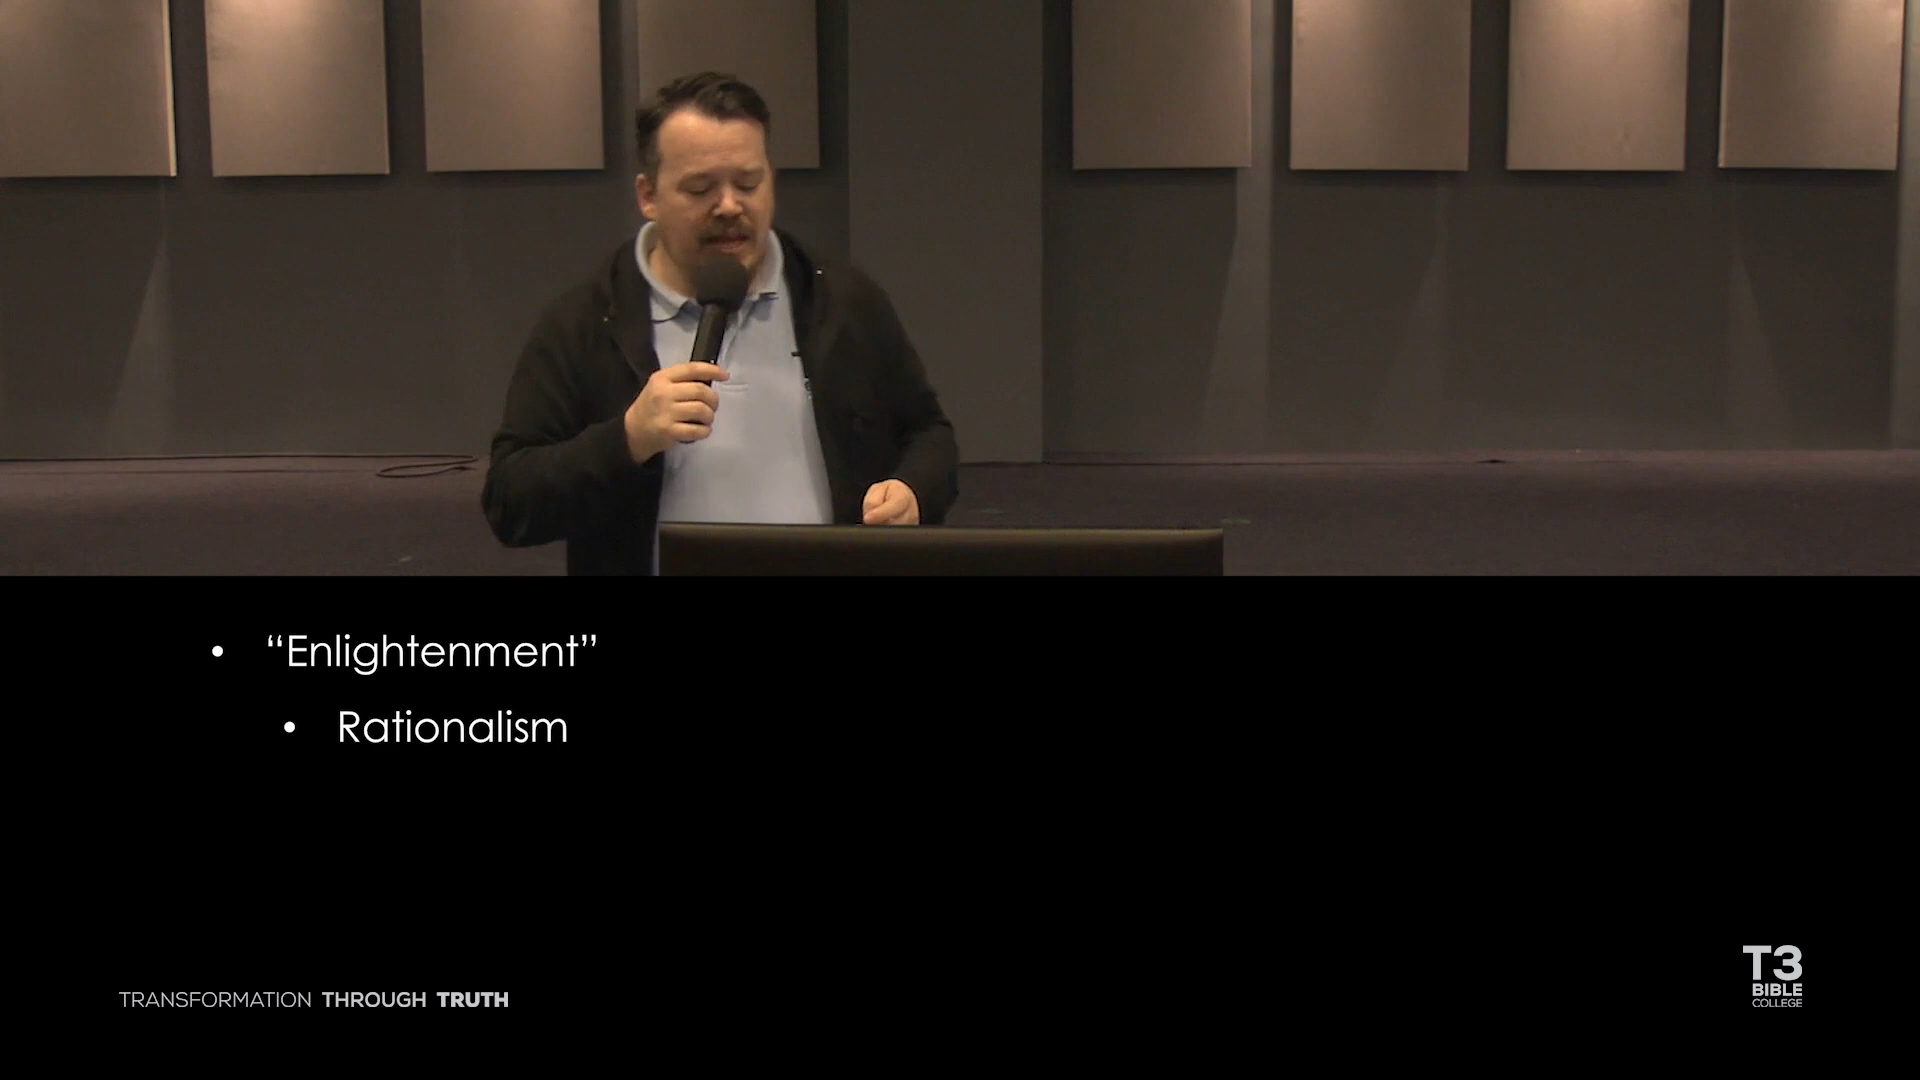 • “Enlightenment”
• Rationalism
TRANSFORMATION THROUGH TRUTH
T3
BIBLE
COLLEGE